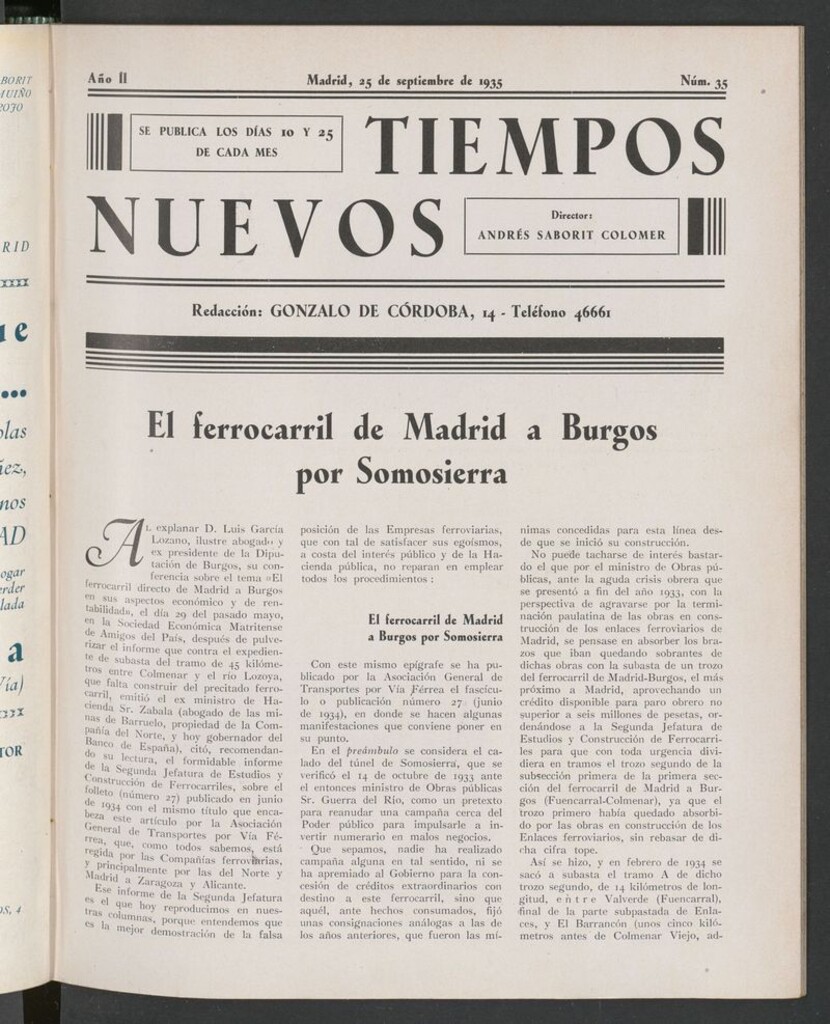 BORIT
MUIÑO
2030
RID
XXXX
ue
...
olas
ñez,
nos
AD
ogar
erder
lada
a
Vía)
XXXX
TOR
OS, 4
Año II
Madrid, 25 de septiembre de 1935
Núm. 35
SE PUBLICA LOS DÍAS 10 Y 25
DE CADA MES
TIEMPOS
NUEVOS
Director:
ANDRÉS SABORIT COLOMER
Redacción: GONZALO DE CÓRDOBA, 14 - Teléfono 46661
El ferrocarril de Madrid a Burgos
por Somosierra
AL explanar D. Luis García
Lozano, ilustre abogado y
ex presidente de la Dipu-
tación de Burgos, su con-
ferencia sobre el tema «El
ferrocarril directo de Madrid a Burgos
en sus aspectos económico y de ren-
tabilidad», el día 29 del pasado mayo,
en la Sociedad Económica Matritense
de Amigos del País, después de pulve-
rizar el informe que contra el expedien-
te de subasta del tramo de 45 kilóme-
tros entre Colmenar y el río Lozoya,
que falta construir del precitado ferro-
carril, emitió el ex ministro de Ha-
cienda Sr. Zabala (abogado de las mi-
nas de Barruelo, propiedad de la Com-
pañía del Norte, y hoy gobernador del
Banco de España), citó, recomendan-
do su lectura, el formidable informe
de la Segunda Jefatura de Estudios y
Construcción de Ferrocarriles, sobre el
folleto (número 27) publicado en junio
de 1934 con el mismo título que enca-
beza este artículo por la Asociación
General de Transportes por Vía Fé-
rrea, que, como todos sabemos, está
regida por las Compañías ferroviarias,
y principalmente por las del Norte y
Madrid a Zaragoza y Alicante.
Ese informe de la Segunda Jefatura
es el que hoy reproducimos en nues-
tras columnas, porque entendemos que
es la mejor demostración de la falsa
posición de las Empresas ferroviarias,
que con tal de satisfacer sus egoísmos,
a costa del interés público y de la Ha-
cienda pública, no reparan en emplear
todos los procedimientos:
El ferrocarril de Madrid
a Burgos por Somosierra
Con este mismo epígrafe se ha pu-
blicado por la Asociación General de
Transportes por Vía Férrea el fascícu-
lo o publicación número 27 (junio
de 1934), en donde se hacen algunas
manifestaciones que conviene poner en
su punto.
En el preámbulo se considera el ca-
lado del túnel de Somosierra, que se
verificó el 14 de octubre de 1933 ante
el entonces ministro de Obras públicas
Sr. Guerra del Río, como un pretexto
para reanudar una campaña cerca del
Poder público para impulsarle a in-
vertir numerario en malos negocios.
Que sepamos, nadie ha realizado
campaña alguna en tal sentido, ni se
ha apremiado al Gobierno para la con-
cesión de créditos extraordinarios con
destino a este ferrocarril, sino que
aquél, ante hechos consumados, fijó
unas consignaciones análogas a las de
los años anteriores, que fueron las mí-
nimas concedidas para esta línea des-
de que se inició su construcción.
No puede tacharse de interés bastar-
do el que por el ministro de Obras pú-
blicas, ante la aguda crisis obrera que
se presentó a fin del año 1933, con la
perspectiva de agravarse por la termi-
nación paulatina de las obras en cons-
trucción de los enlaces ferroviarios de
Madrid, se pensase en absorber los bra-
zos que iban quedando sobrantes de
dichas obras con la subasta de un trozo
del ferrocarril de Madrid-Burgos, el más
próximo a Madrid, aprovechando un
crédito disponible para paro obrero no
superior a seis millones de pesetas, or-
denándose a la Segunda Jefatura de
Estudios y Construcción de Ferrocarri-
les para que con toda urgencia divi-
diera en tramos el trozo segundo de la
subsección primera de la primera sec-
ción del ferrocarril de Madrid a Bur-
gos (Fuencarral-Colmenar), ya que el
trozo primero había quedado absorbi-
do por las obras en construcción de los
Enlaces ferroviarios, sin rebasar de di-
cha cifra tope.
Así se hizo, y en febrero de 1934 se
sacó a subasta el tramo A de dicho
trozo segundo, de 14 kilómetros de lon-
gitud, entre Valverde (Fuencarral),
final de la parte subpastada de Enla-
ces, y El Barrancón (unos cinco kiló-
metros antes de Colmenar Viejo, ad-